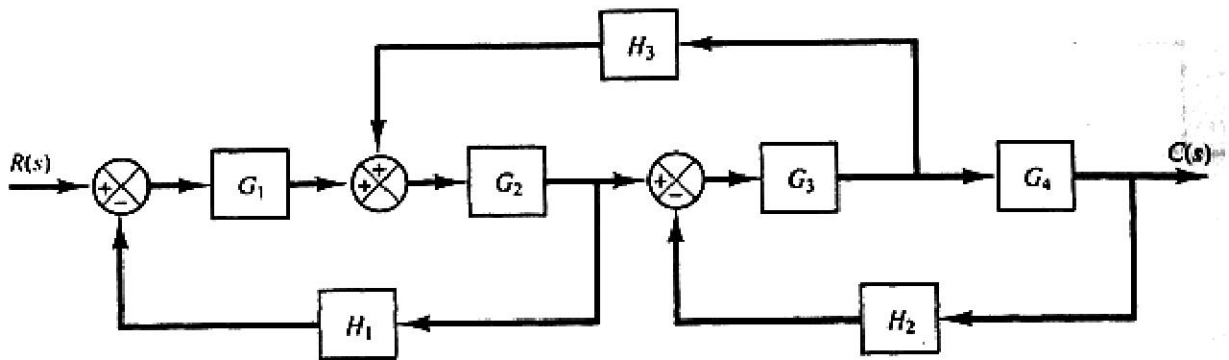 H₃
R(s)
+
−
G₁
+
+
G₂
+
−
G₃
G₄
C(s)
H₁
H₂